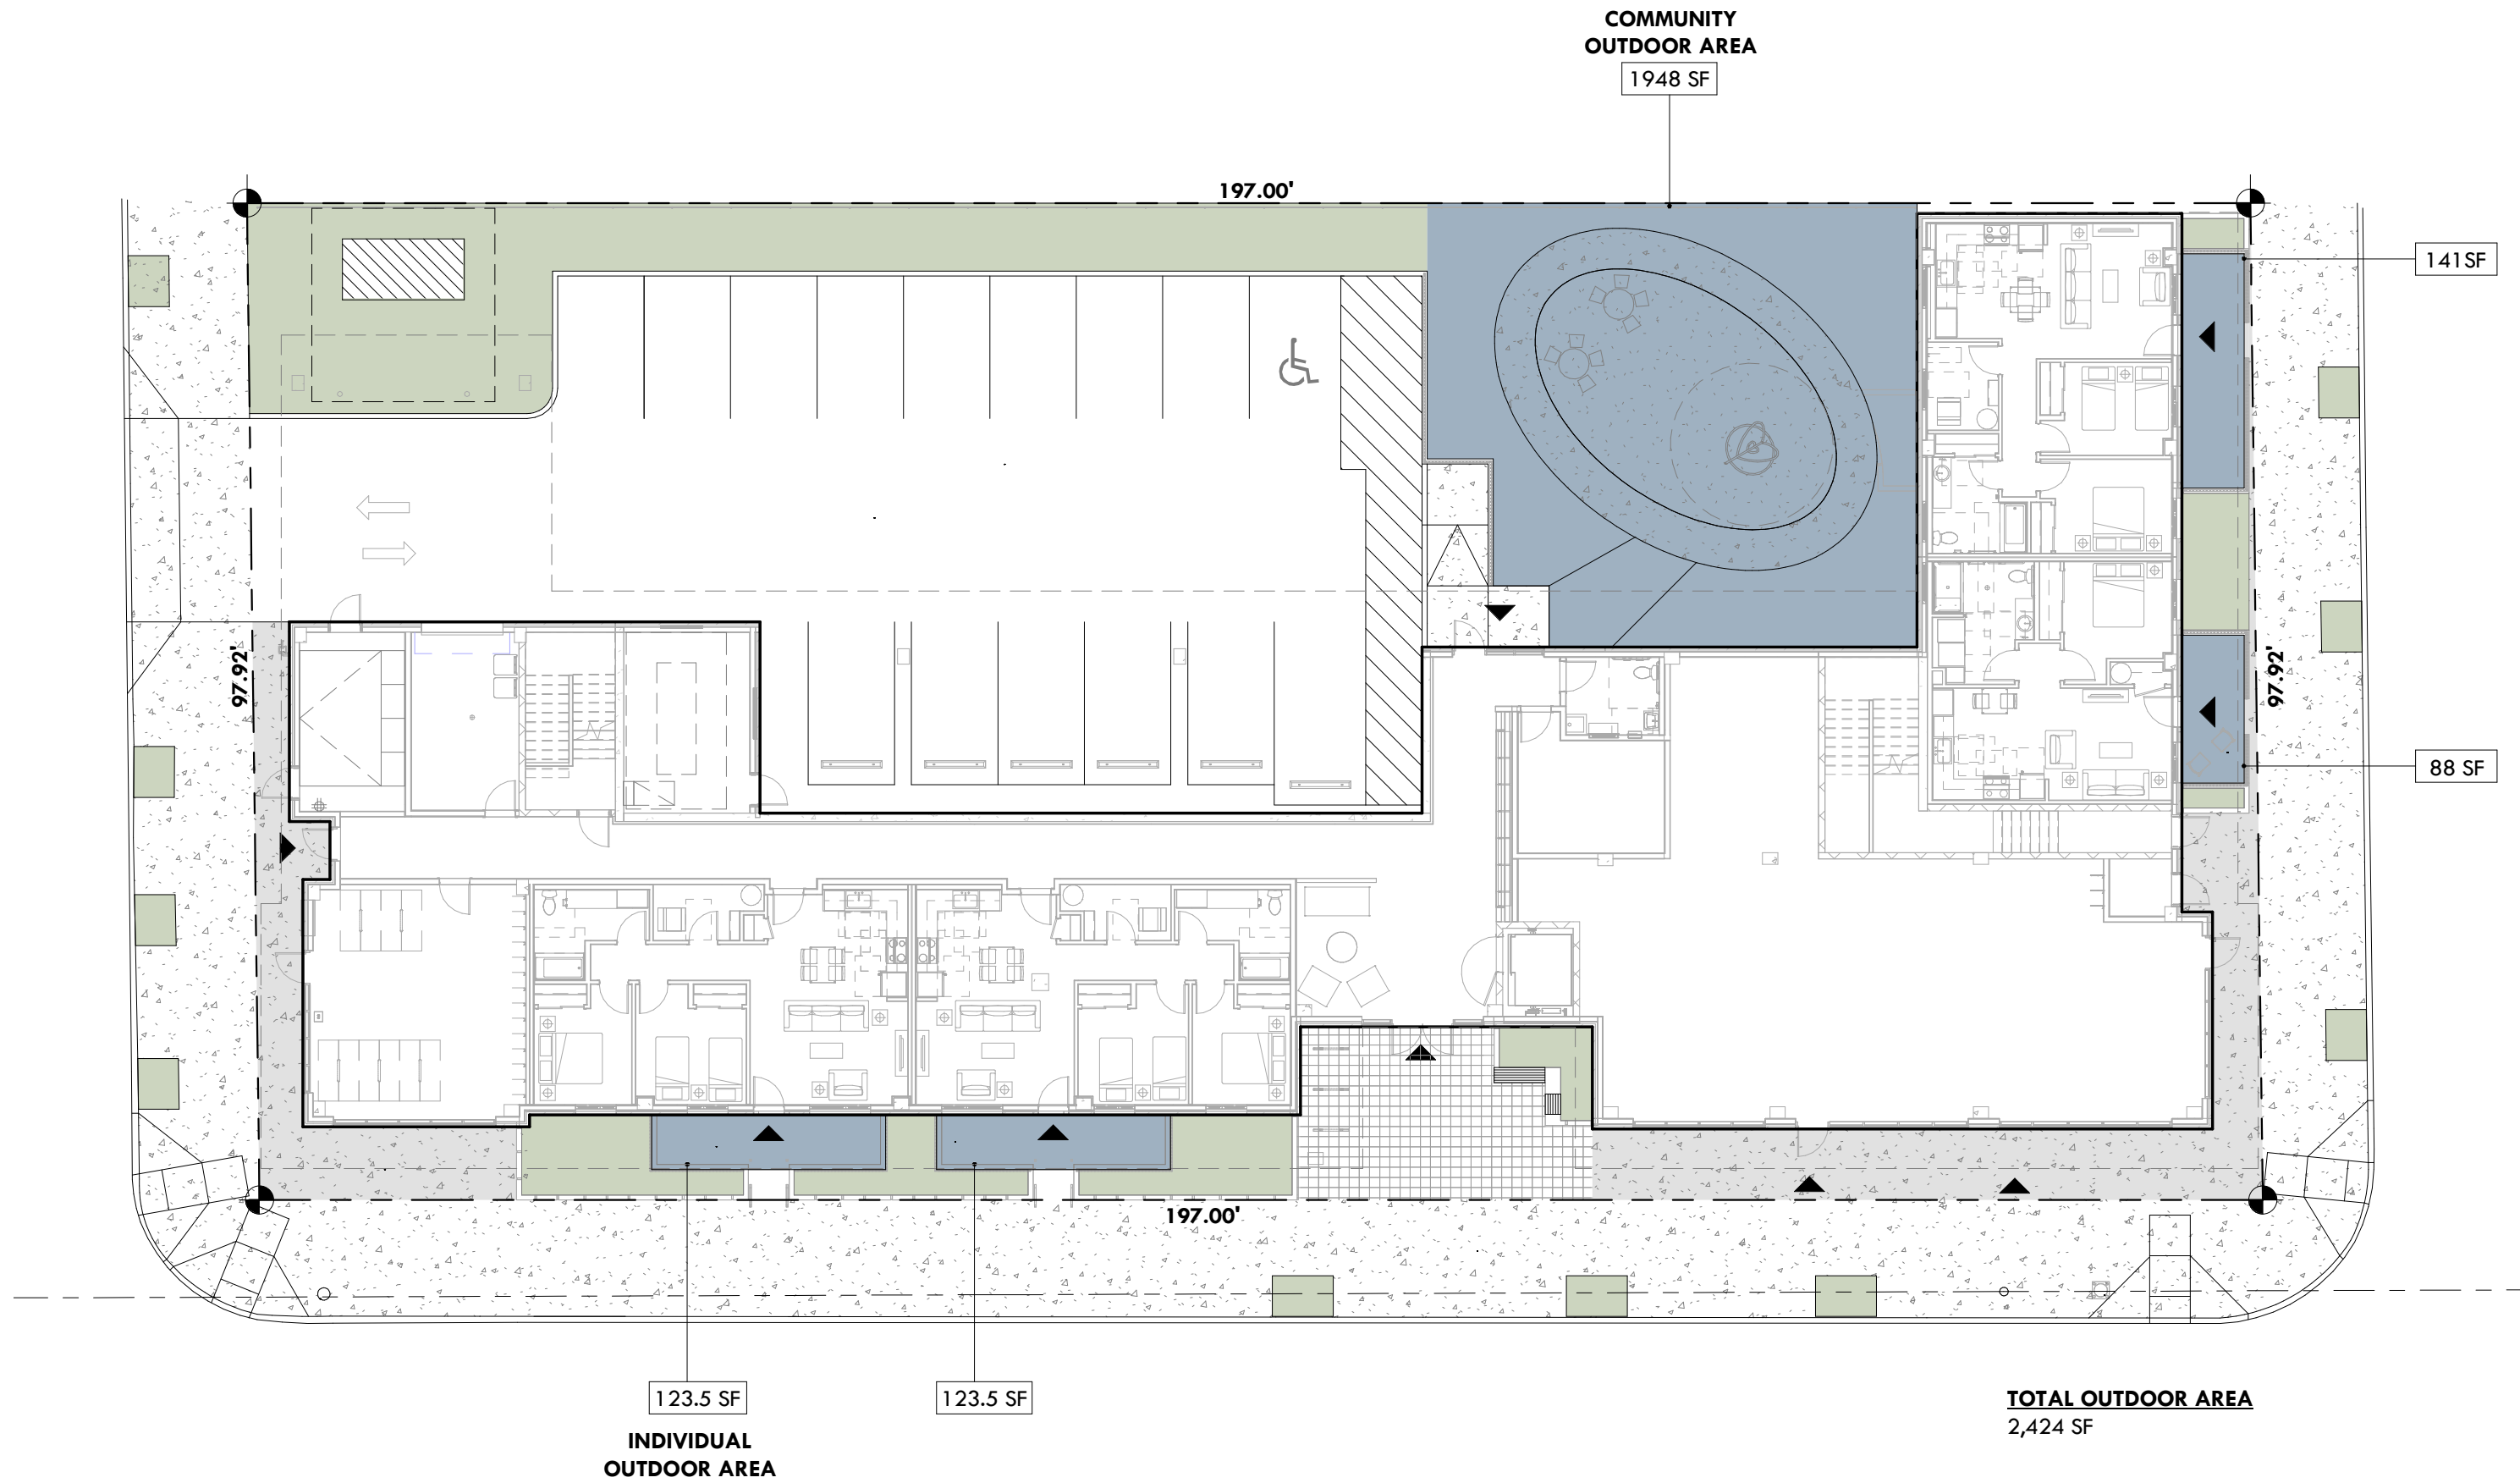 COMMUNITY
OUTDOOR AREA
1948 SF
197.00'
141SF
97.92'
97.92'
88 SF
197.00'
123.5 SF
123.5 SF
INDIVIDUAL
OUTDOOR AREA
TOTAL OUTDOOR AREA
2,424 SF